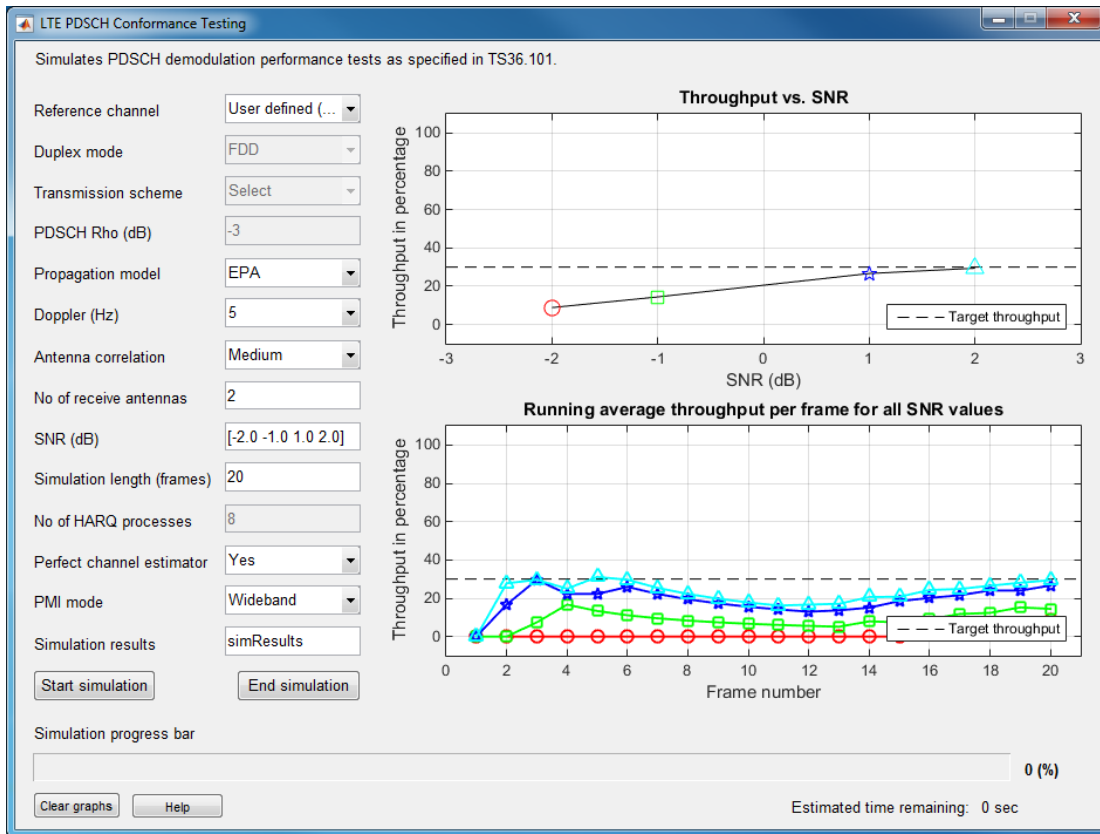 LTE PDSCH Conformance Testing
Simulates PDSCH demodulation performance tests as specified in TS36.101.
Reference channel
User defined (...
Duplex mode
FDD
Transmission scheme
Select
PDSCH Rho (dB)
-3
Propagation model
EPA
Doppler (Hz)
5
Antenna correlation
Medium
No of receive antennas
2
SNR (dB)
[-2.0 -1.0 1.0 2.0]
Simulation length (frames)
20
No of HARQ processes
8
Perfect channel estimator
Yes
PMI mode
Wideband
Simulation results
simResults
Start simulation
End simulation
Throughput vs. SNR
Throughput in percentage
100
80
60
40
20
0
Target throughput
-3 -2 -1 0 1 2 3
SNR (dB)
Running average throughput per frame for all SNR values
Throughput in percentage
100
80
60
40
20
0
Target throughput
0 2 4 6 8 10 12 14 16 18 20
Frame number
Simulation progress bar
0 (%)
Clear graphs
Help
Estimated time remaining: 0 sec